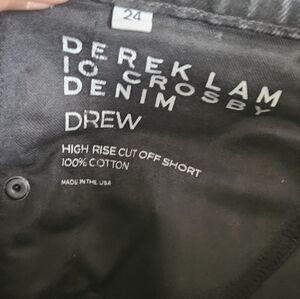 24
DEREK LAM
10 CROSBY
DENIM
DREW
HIGH RISE CUT OFF SHORT
100% COTTON
MADE IN THE USA